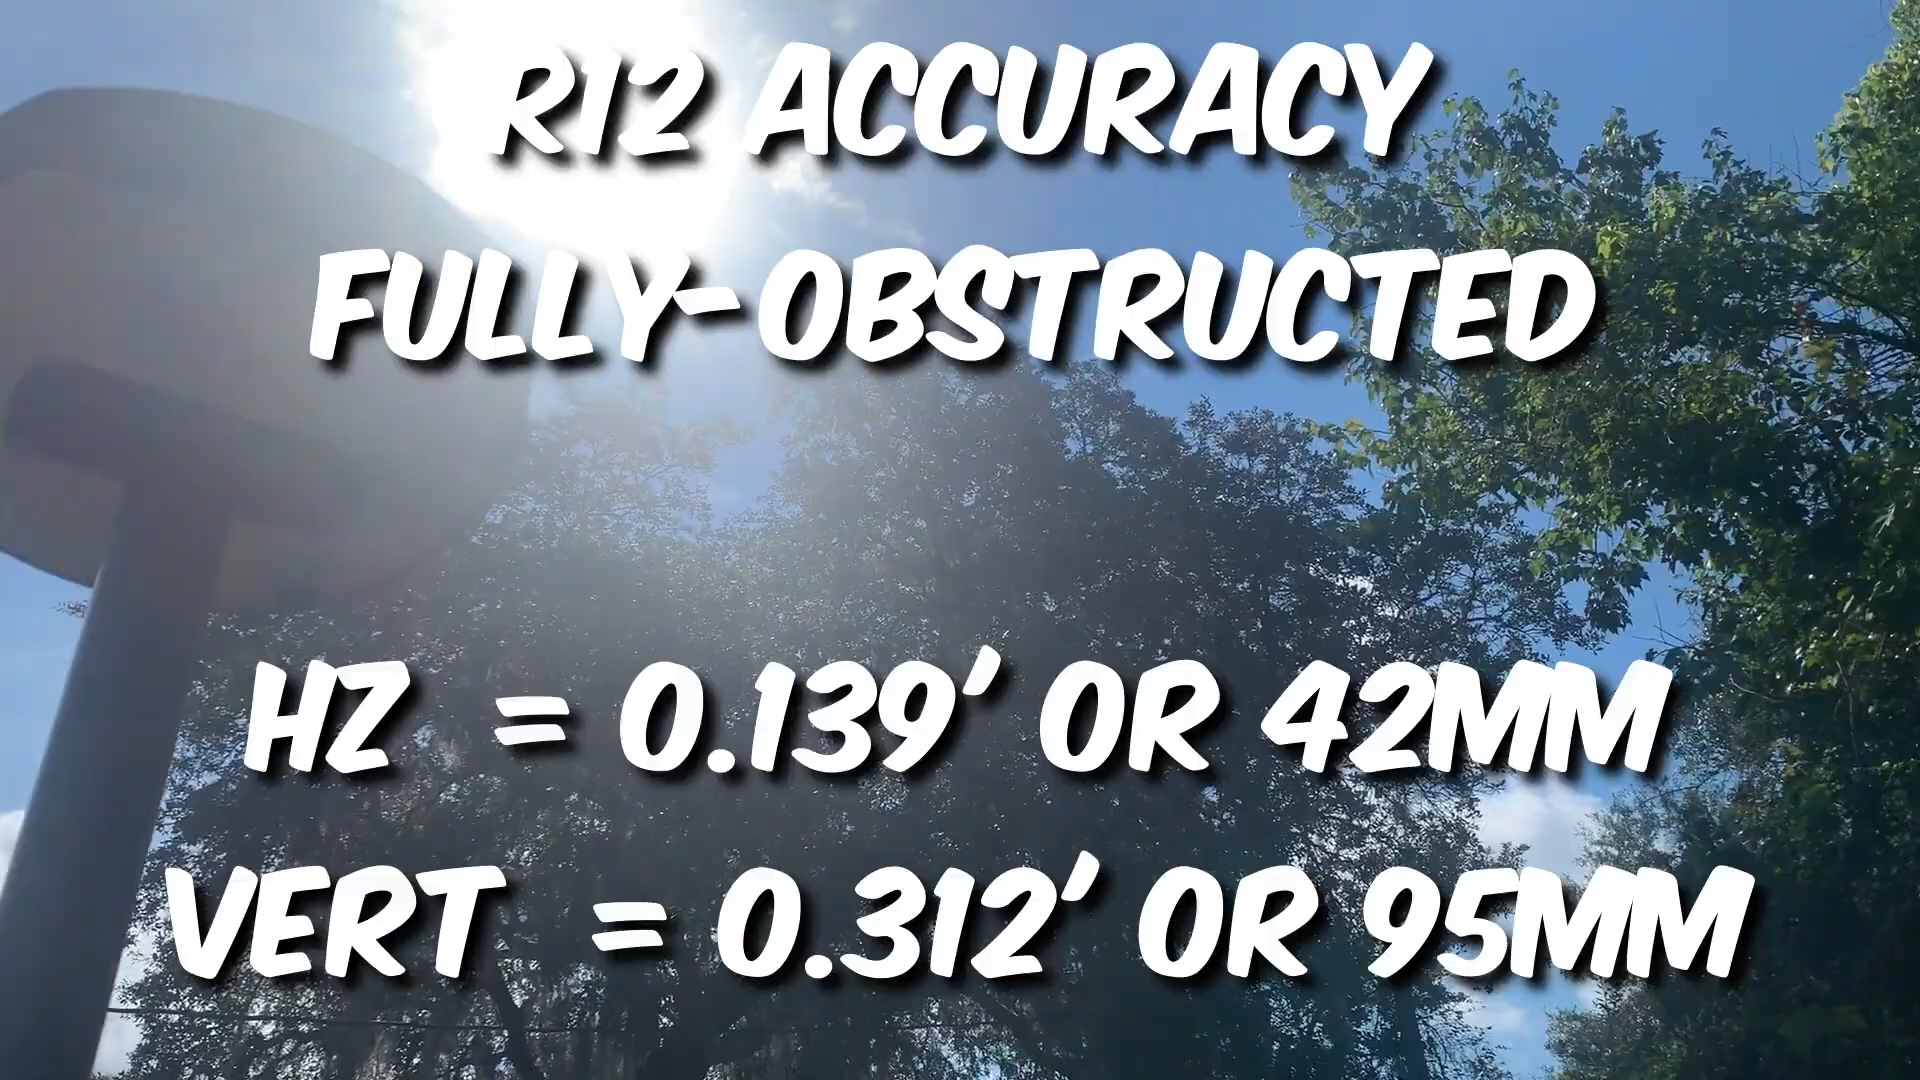 R12 ACCURACY
FULLY-OBSTRUCTED
HZ = 0.139' OR 42MM
VERT = 0.312' OR 95MM